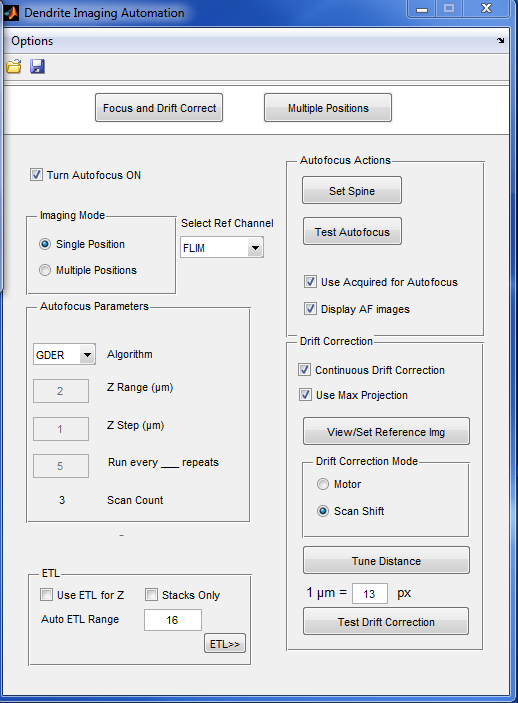 Dendrite Imaging Automation
Options
Focus and Drift Correct
Multiple Positions
Turn Autofocus ON
Imaging Mode
Single Position
Multiple Positions
Select Ref Channel
FLIM
Autofocus Parameters
GDER Algorithm
2 Z Range (µm)
1 Z Step (µm)
5 Run every ___ repeats
3 Scan Count
-
ETL
Use ETL for Z Stacks Only
Auto ETL Range 16
ETL>>
Autofocus Actions
Set Spine
Test Autofocus
Use Acquired for Autofocus
Display AF images
Drift Correction
Continuous Drift Correction
Use Max Projection
View/Set Reference Img
Drift Correction Mode
Motor
Scan Shift
Tune Distance
1 µm = 13 px
Test Drift Correction